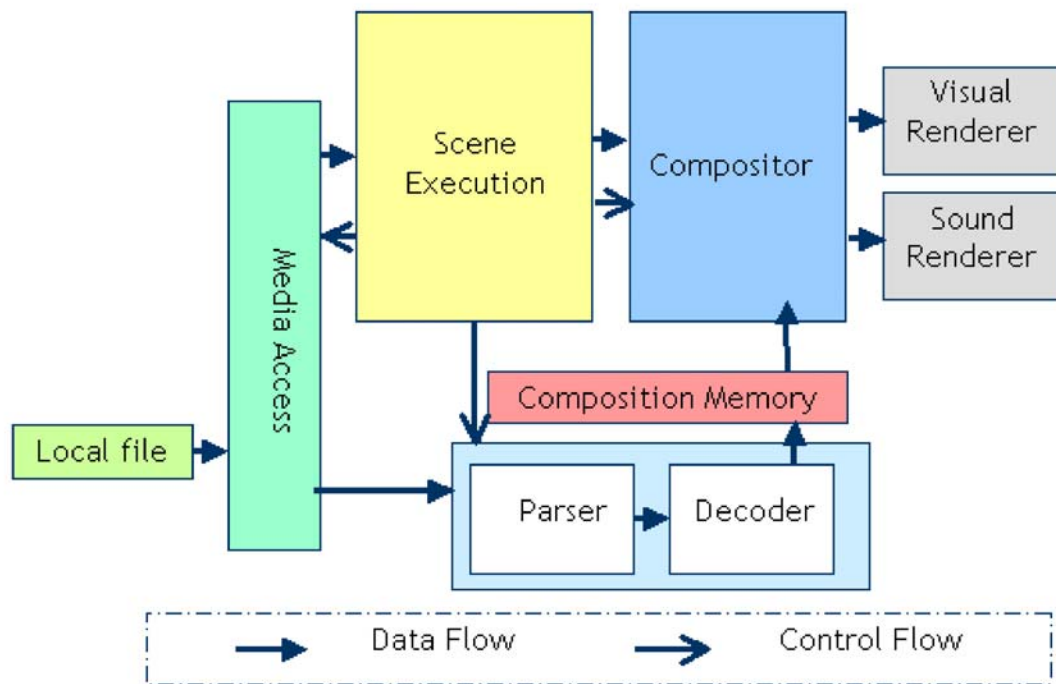 Visual
Renderer
Scene
Execution
Compositor
Sound
Renderer
Media Access
Composition Memory
Local file
Parser
Decoder
Data Flow
Control Flow